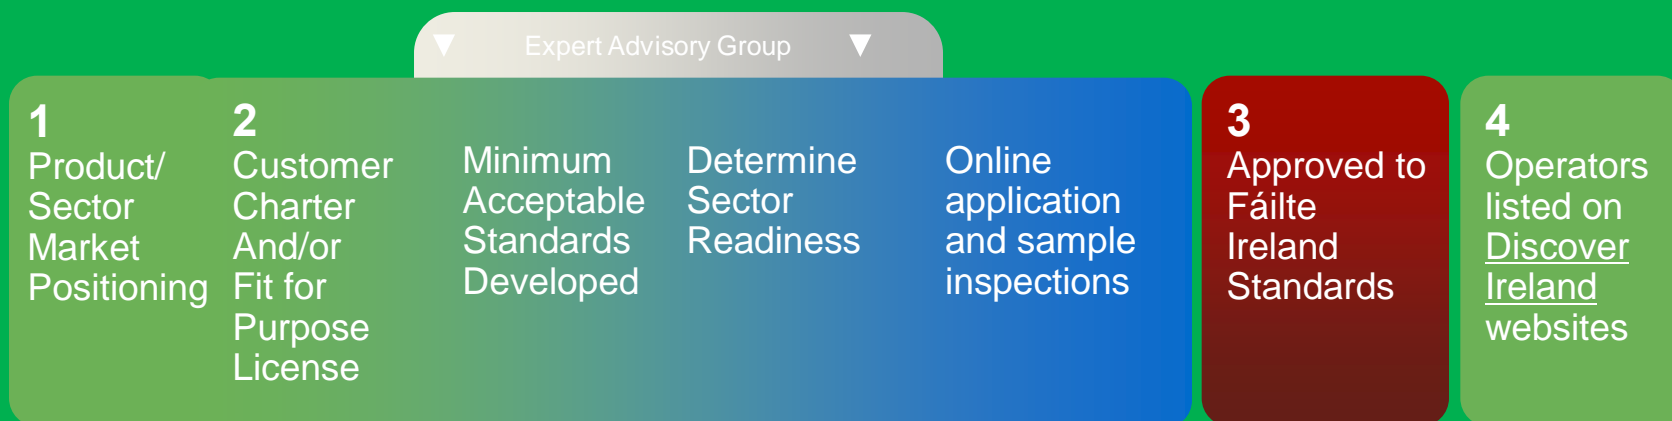 ▼ Expert Advisory Group ▼
1
Product/
Sector
Market
Positioning
2
Customer
Charter
And/or
Fit for
Purpose
License
Minimum
Acceptable
Standards
Developed
Determine
Sector
Readiness
Online
application
and sample
inspections
3
Approved to
Fáilte
Ireland
Standards
4
Operators
listed on
Discover
Ireland
websites